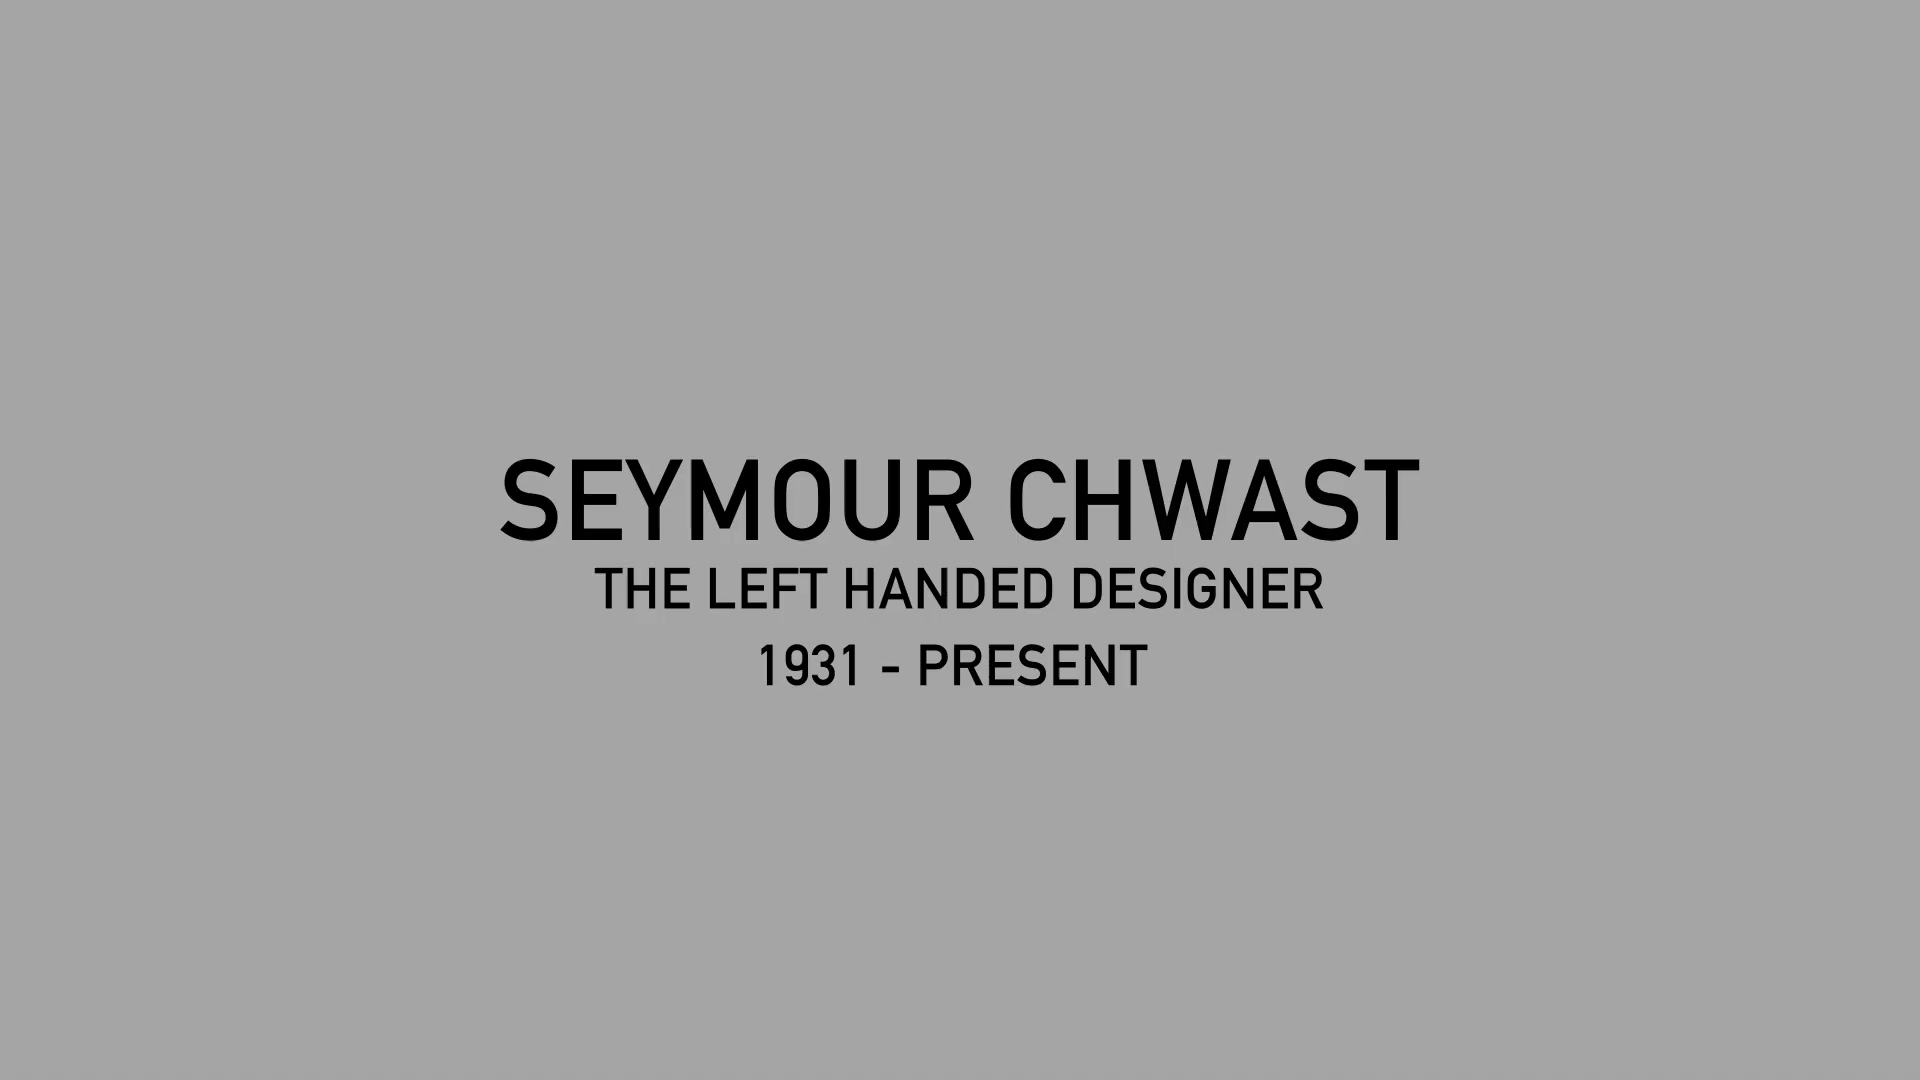 SEYMOUR CHWAST
THE LEFT HANDED DESIGNER
1931 - PRESENT